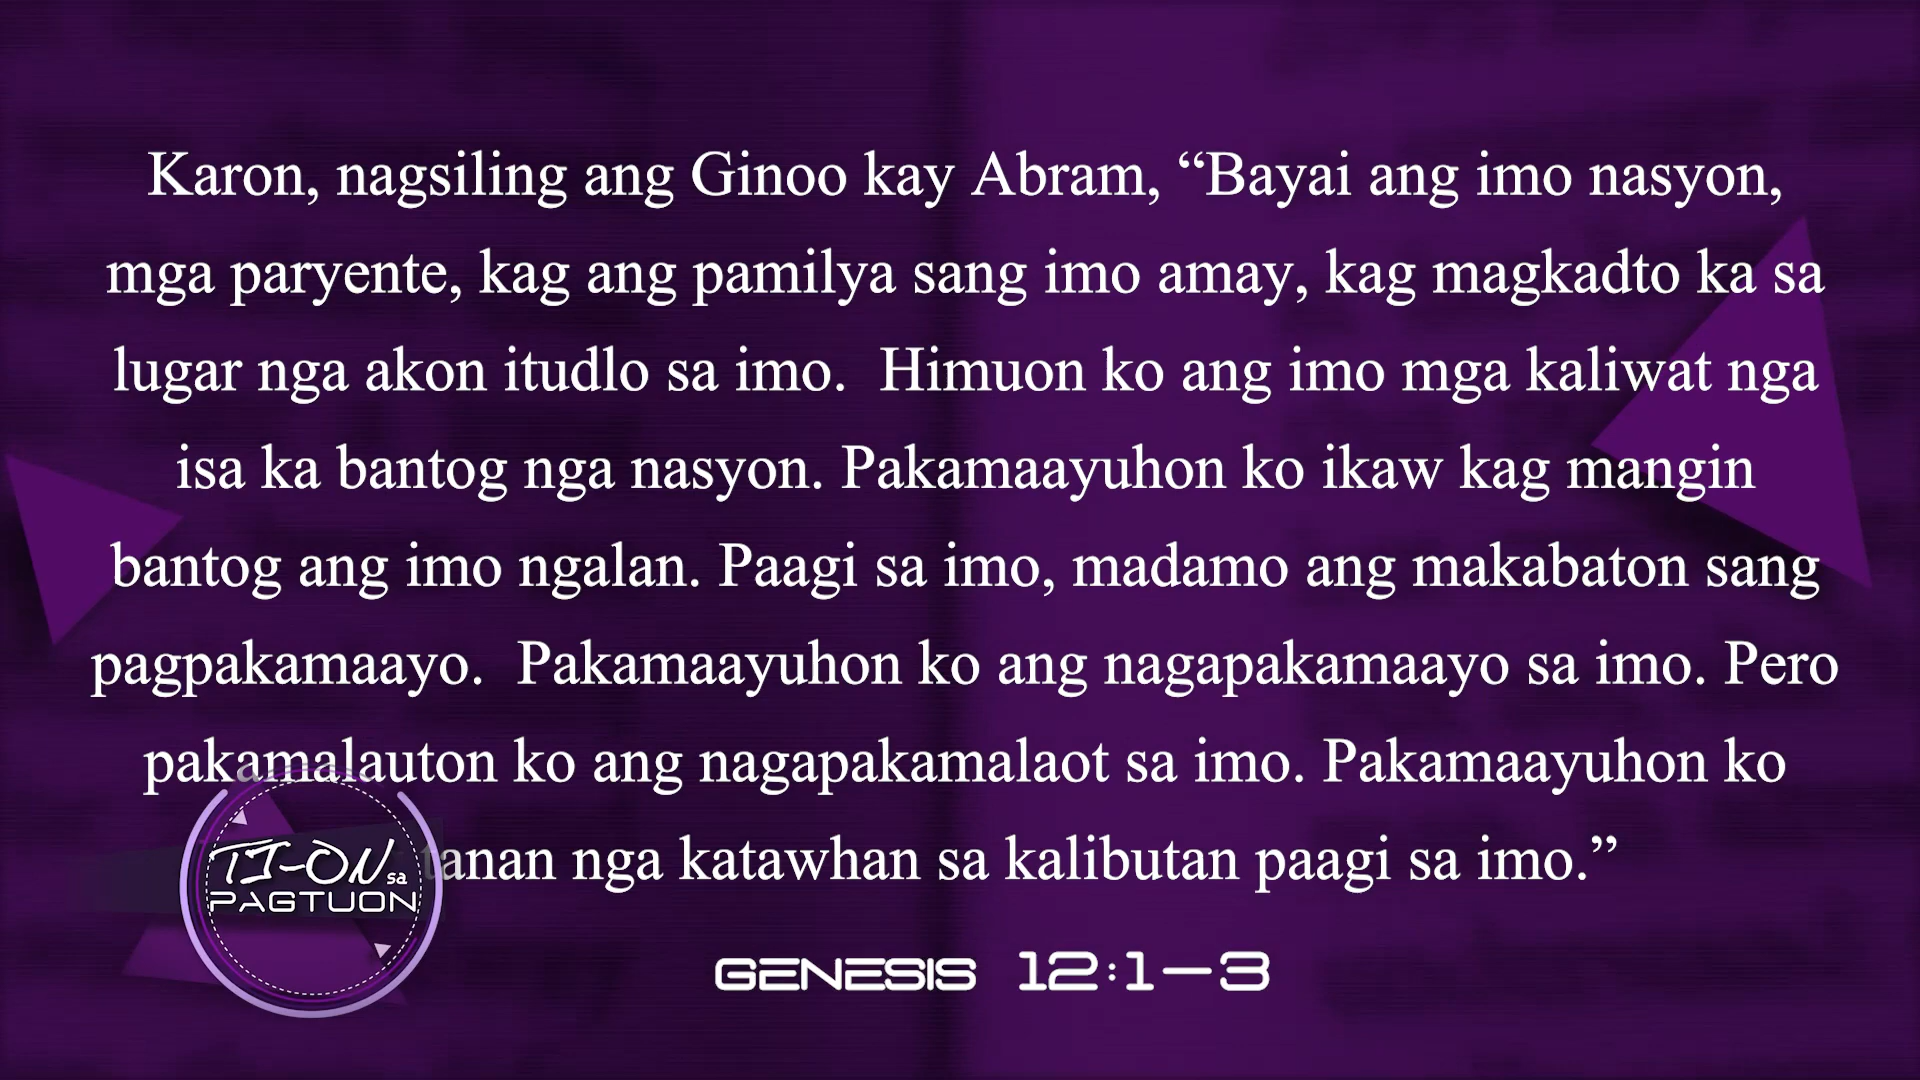 Karon, nagsiling ang Ginoo kay Abram, “Bayai ang imo nasyon,
mga paryente, kag ang pamilya sang imo amay, kag magkadto ka sa
lugar nga akon itudlo sa imo.  Himuon ko ang imo mga kaliwat nga
isa ka bantog nga nasyon. Pakamaayuhon ko ikaw kag mangin
bantog ang imo ngalan. Paagi sa imo, madamo ang makabaton sang
pagpakamaayo.  Pakamaayuhon ko ang nagapakamaayo sa imo. Pero
pakamalauton ko ang nagapakamalaot sa imo. Pakamaayuhon ko
tanan nga katawhan sa kalibutan paagi sa imo.”
TI-ON sa
PAGTUON
GENESIS 12:1–3